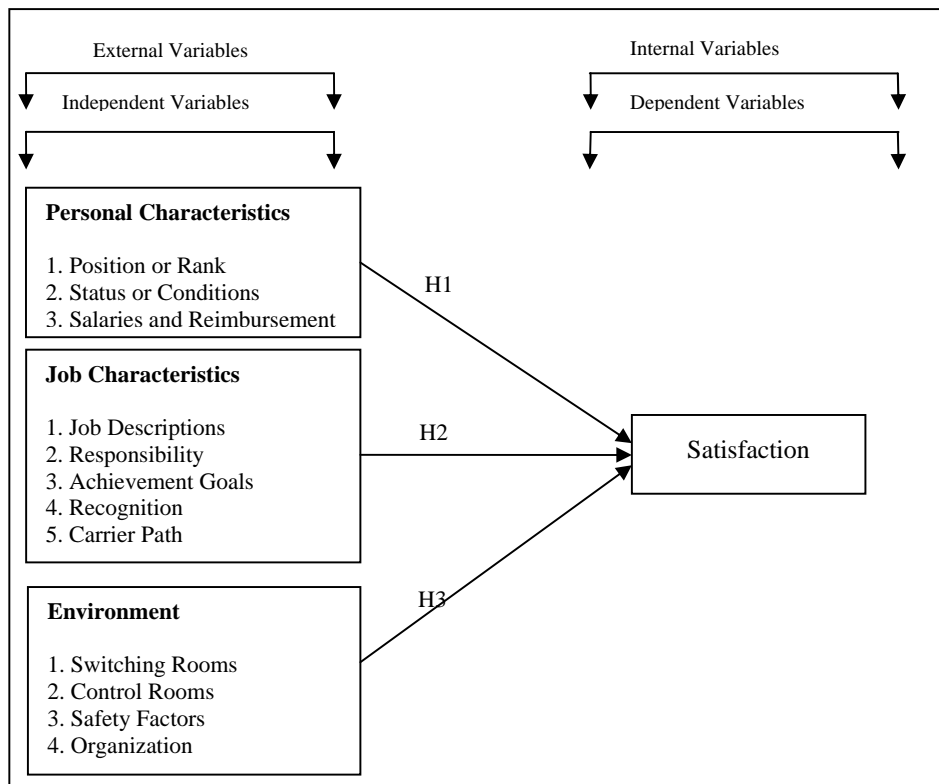 External Variables
Internal Variables
Independent Variables
Dependent Variables
Personal Characteristics
1. Position or Rank
2. Status or Conditions
3. Salaries and Reimbursement
H1
Job Characteristics
1. Job Descriptions
2. Responsibility
3. Achievement Goals
4. Recognition
5. Carrier Path
H2
Satisfaction
H3
Environment
1. Switching Rooms
2. Control Rooms
3. Safety Factors
4. Organization